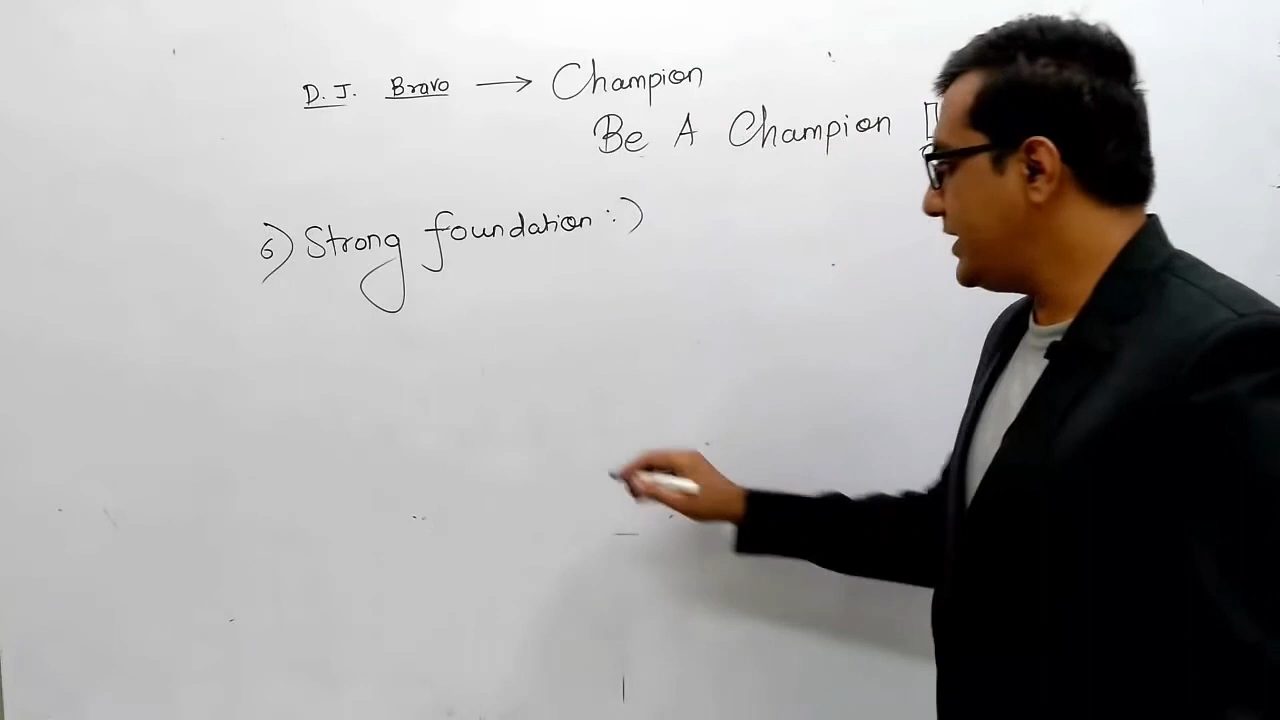 D. J. Bravo → Champion
Be A Champion
6) Strong foundation :)